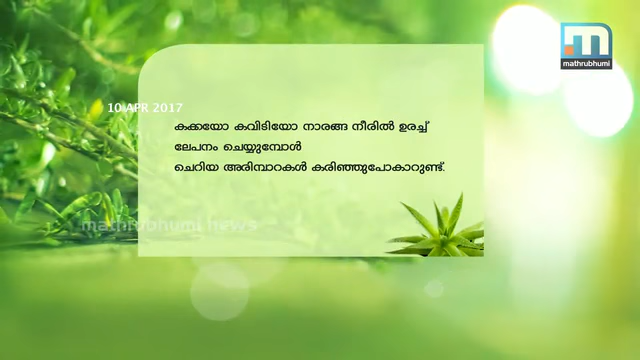 mathrubhumi
10 APR 2017
കക്കയോ കവിടിയോ നാരങ്ങ നീരിൽ ഉരച്ച്
ലേപനം ചെയ്യുമ്പോൾ
ചെറിയ അരിമ്പാറകൾ കരിഞ്ഞുപോകാറുണ്ട്.
mathrubhumi news